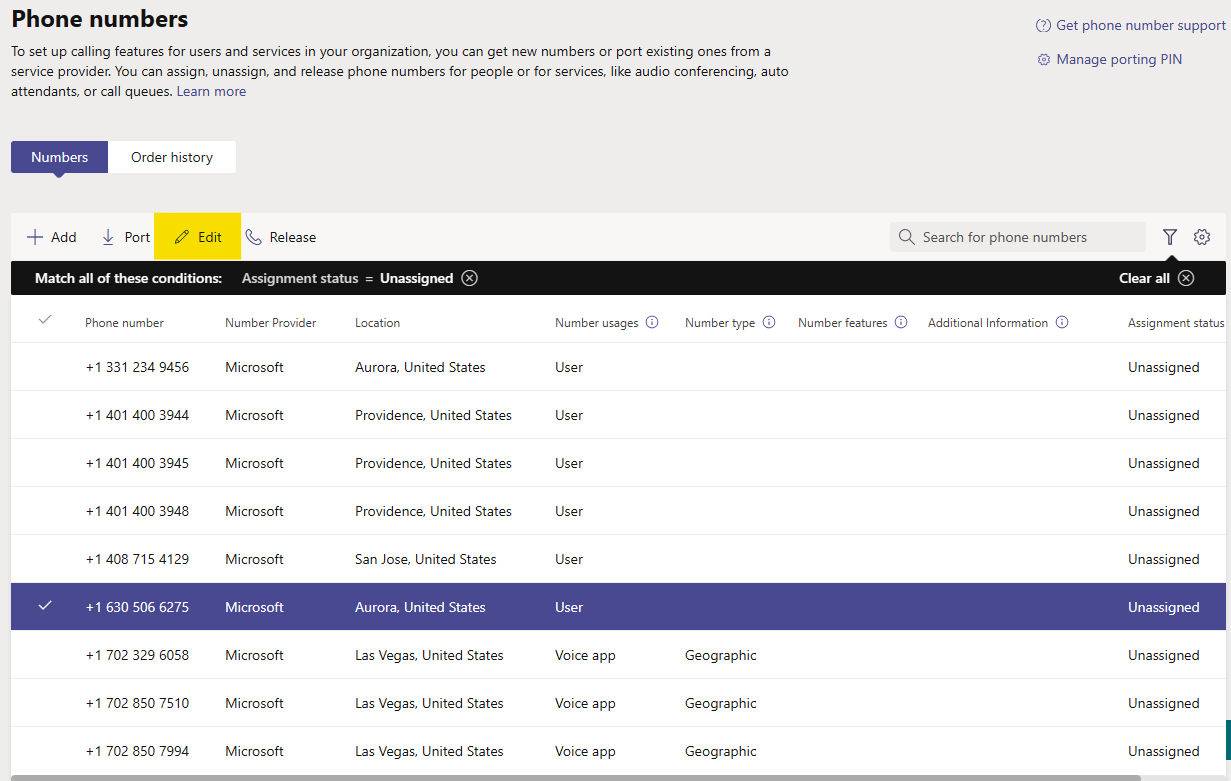 Phone numbers
Get phone number support
To set up calling features for users and services in your organization, you can get new numbers or port existing ones from a
Manage porting PIN
service provider. You can assign, unassign, and release phone numbers for people or for services, like audio conferencing, auto
attendants, or call queues. Learn more
Numbers Order history
Add Port Edit Release Search for phone numbers
Match all of these conditions: Assignment status = Unassigned Clear all
Phone number Number Provider Location Number usages Number type Number features Additional Information Assignment status
+1 331 234 9456 Microsoft Aurora, United States User Unassigned
+1 401 400 3944 Microsoft Providence, United States User Unassigned
+1 401 400 3945 Microsoft Providence, United States User Unassigned
+1 401 400 3948 Microsoft Providence, United States User Unassigned
+1 408 715 4129 Microsoft San Jose, United States User Unassigned
+1 630 506 6275 Microsoft Aurora, United States User Unassigned
+1 702 329 6058 Microsoft Las Vegas, United States Voice app Geographic Unassigned
+1 702 850 7510 Microsoft Las Vegas, United States Voice app Geographic Unassigned
+1 702 850 7994 Microsoft Las Vegas, United States Voice app Geographic Unassigned